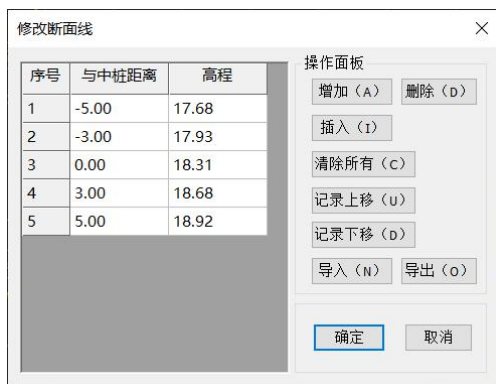 修改断面线
序号 与中桩距离 高程
1 -5.00 17.68
2 -3.00 17.93
3 0.00 18.31
4 3.00 18.68
5 5.00 18.92
操作面板
增加（A） 删除（D）
插入（I）
清除所有（C）
记录上移（U）
记录下移（D）
导入（N） 导出（O）
确定 取消